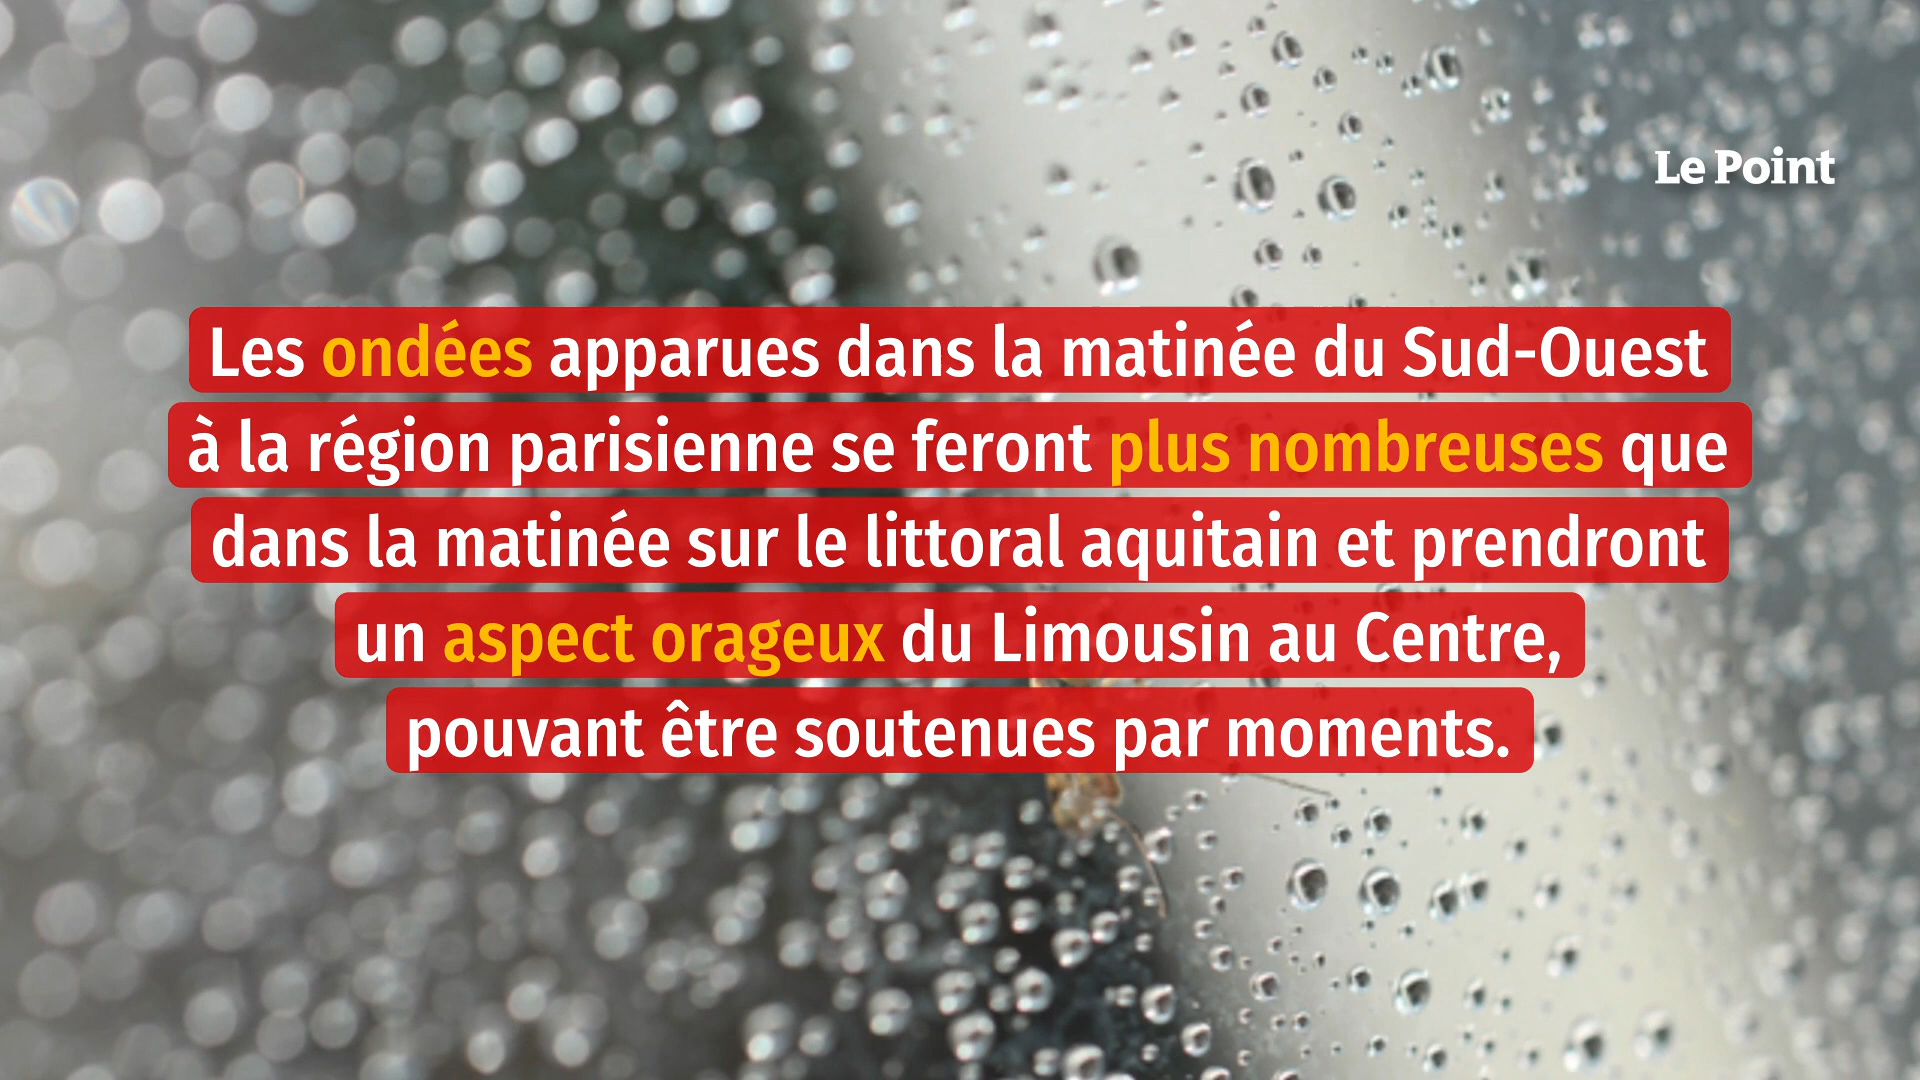 Le Point
Les ondées apparues dans la matinée du Sud-Ouest
à la région parisienne se feront plus nombreuses que
dans la matinée sur le littoral aquitain et prendront
un aspect orageux du Limousin au Centre,
pouvant être soutenues par moments.